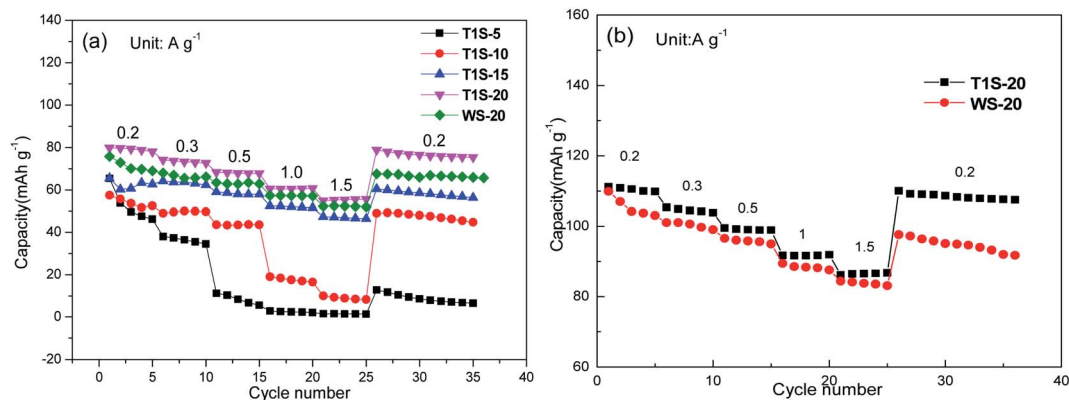 (a)
Unit: A g⁻¹
T1S-5
T1S-10
T1S-15
T1S-20
WS-20
0.2
0.3
0.5
1.0
1.5
0.2
140
120
100
80
60
40
20
0
-20
Capacity(mAh g⁻¹)
0
5
10
15
20
25
30
35
40
Cycle number
(b)
Unit:A g⁻¹
T1S-20
WS-20
0.2
0.3
0.5
1
1.5
0.2
160
140
120
100
80
60
Capacity(mAh g⁻¹)
0
10
20
30
40
Cycle number